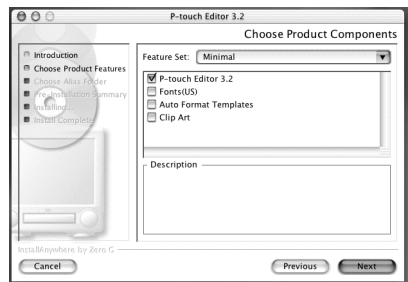 P-touch Editor 3.2
Choose Product Components
Introduction
Choose Product Features
Choose Alias Folder
Pre-Installation Summary
Installing...
Install Complete
Feature Set: Minimal
P-touch Editor 3.2
Fonts(US)
Auto Format Templates
Clip Art
Description
InstallAnywhere by Zero G
Cancel
Previous
Next